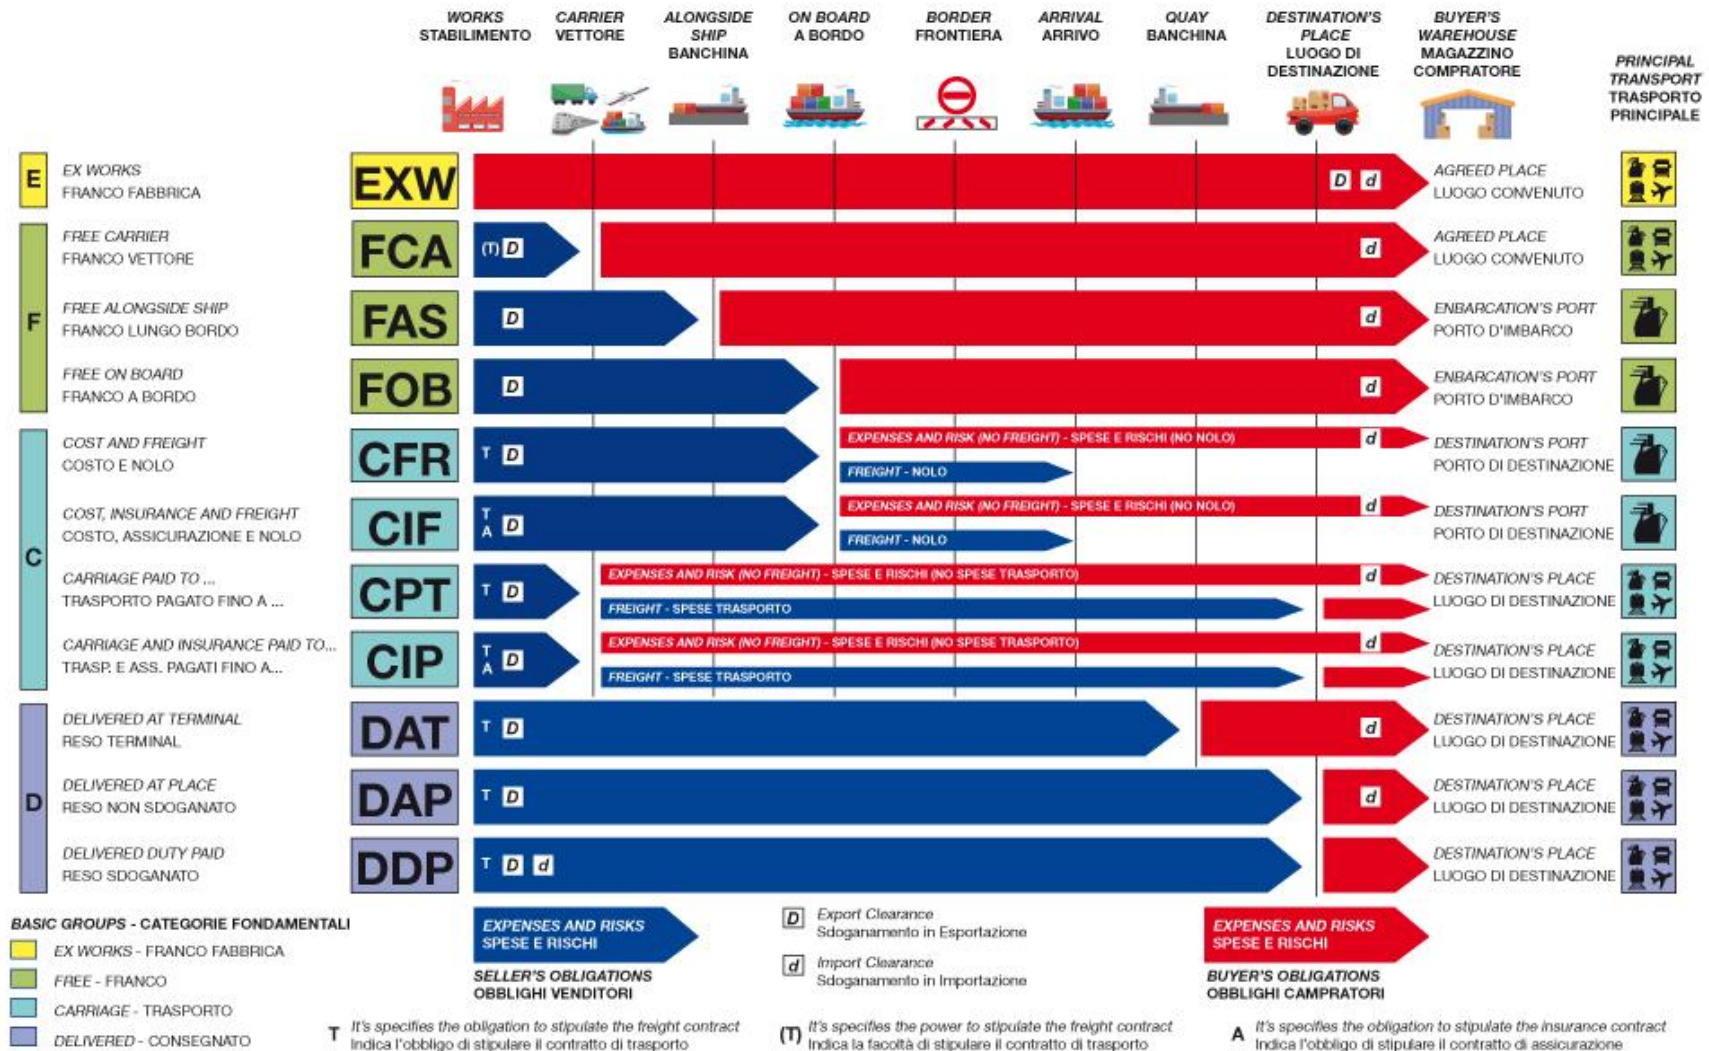 WORKS
STABILIMENTO
CARRIER
VETTORE
ALONGSIDE
SHIP
BANCHINA
ON BOARD
A BORDO
BORDER
FRONTIERA
ARRIVAL
ARRIVO
QUAY
BANCHINA
DESTINATION'S
PLACE
LUOGO DI
DESTINAZIONE
BUYER'S
WAREHOUSE
MAGAZZINO
COMPRATORE
PRINCIPAL
TRANSPORT
TRASPORTO
PRINCIPALE
E
EX WORKS
FRANCO FABBRICA
EXW
D d
AGREED PLACE
LUOGO CONVENUTO
F
FREE CARRIER
FRANCO VETTORE
FCA
(T) D
d
AGREED PLACE
LUOGO CONVENUTO
FREE ALONGSIDE SHIP
FRANCO LUNGO BORDO
FAS
D
d
ENBARCATION'S PORT
PORTO D'IMBARCO
FREE ON BOARD
FRANCO A BORDO
FOB
D
d
ENBARCATION'S PORT
PORTO D'IMBARCO
C
COST AND FREIGHT
COSTO E NOLO
CFR
T D
EXPENSES AND RISK (NO FREIGHT) - SPESE E RISCHI (NO NOLO)
d
FREIGHT - NOLO
DESTINATION'S PORT
PORTO DI DESTINAZIONE
COST, INSURANCE AND FREIGHT
COSTO, ASSICURAZIONE E NOLO
CIF
T
A D
EXPENSES AND RISK (NO FREIGHT) - SPESE E RISCHI (NO NOLO)
d
FREIGHT - NOLO
DESTINATION'S PORT
PORTO DI DESTINAZIONE
CARRIAGE PAID TO ...
TRASPORTO PAGATO FINO A ...
CPT
T D
EXPENSES AND RISK (NO FREIGHT) - SPESE E RISCHI (NO SPESE TRASPORTO)
d
FREIGHT - SPESE TRASPORTO
DESTINATION'S PLACE
LUOGO DI DESTINAZIONE
CARRIAGE AND INSURANCE PAID TO...
TRASP. E ASS. PAGATI FINO A...
CIP
T
A D
EXPENSES AND RISK (NO FREIGHT) - SPESE E RISCHI (NO SPESE TRASPORTO)
d
FREIGHT - SPESE TRASPORTO
DESTINATION'S PLACE
LUOGO DI DESTINAZIONE
D
DELIVERED AT TERMINAL
RESO TERMINAL
DAT
T D
d
DESTINATION'S PLACE
LUOGO DI DESTINAZIONE
DELIVERED AT PLACE
RESO NON SDOGANATO
DAP
T D
d
DESTINATION'S PLACE
LUOGO DI DESTINAZIONE
DELIVERED DUTY PAID
RESO SDOGANATO
DDP
T D d
DESTINATION'S PLACE
LUOGO DI DESTINAZIONE
BASIC GROUPS - CATEGORIE FONDAMENTALI
EX WORKS - FRANCO FABBRICA
FREE - FRANCO
CARRIAGE - TRASPORTO
DELIVERED - CONSEGNATO
EXPENSES AND RISKS
SPESE E RISCHI
SELLER'S OBLIGATIONS
OBBLIGHI VENDITORI
D Export Clearance
Sdoganamento in Esportazione
d Import Clearance
Sdoganamento in Importazione
EXPENSES AND RISKS
SPESE E RISCHI
BUYER'S OBLIGATIONS
OBBLIGHI CAMPRATORI
T It's specifies the obligation to stipulate the freight contract
Indica l'obbligo di stipulare il contratto di trasporto
(T) It's specifies the power to stipulate the freight contract
Indica la facoltà di stipulare il contratto di trasporto
A It's specifies the obligation to stipulate the insurance contract
Indica l'obbligo di stipulare il contratto di assicurazione